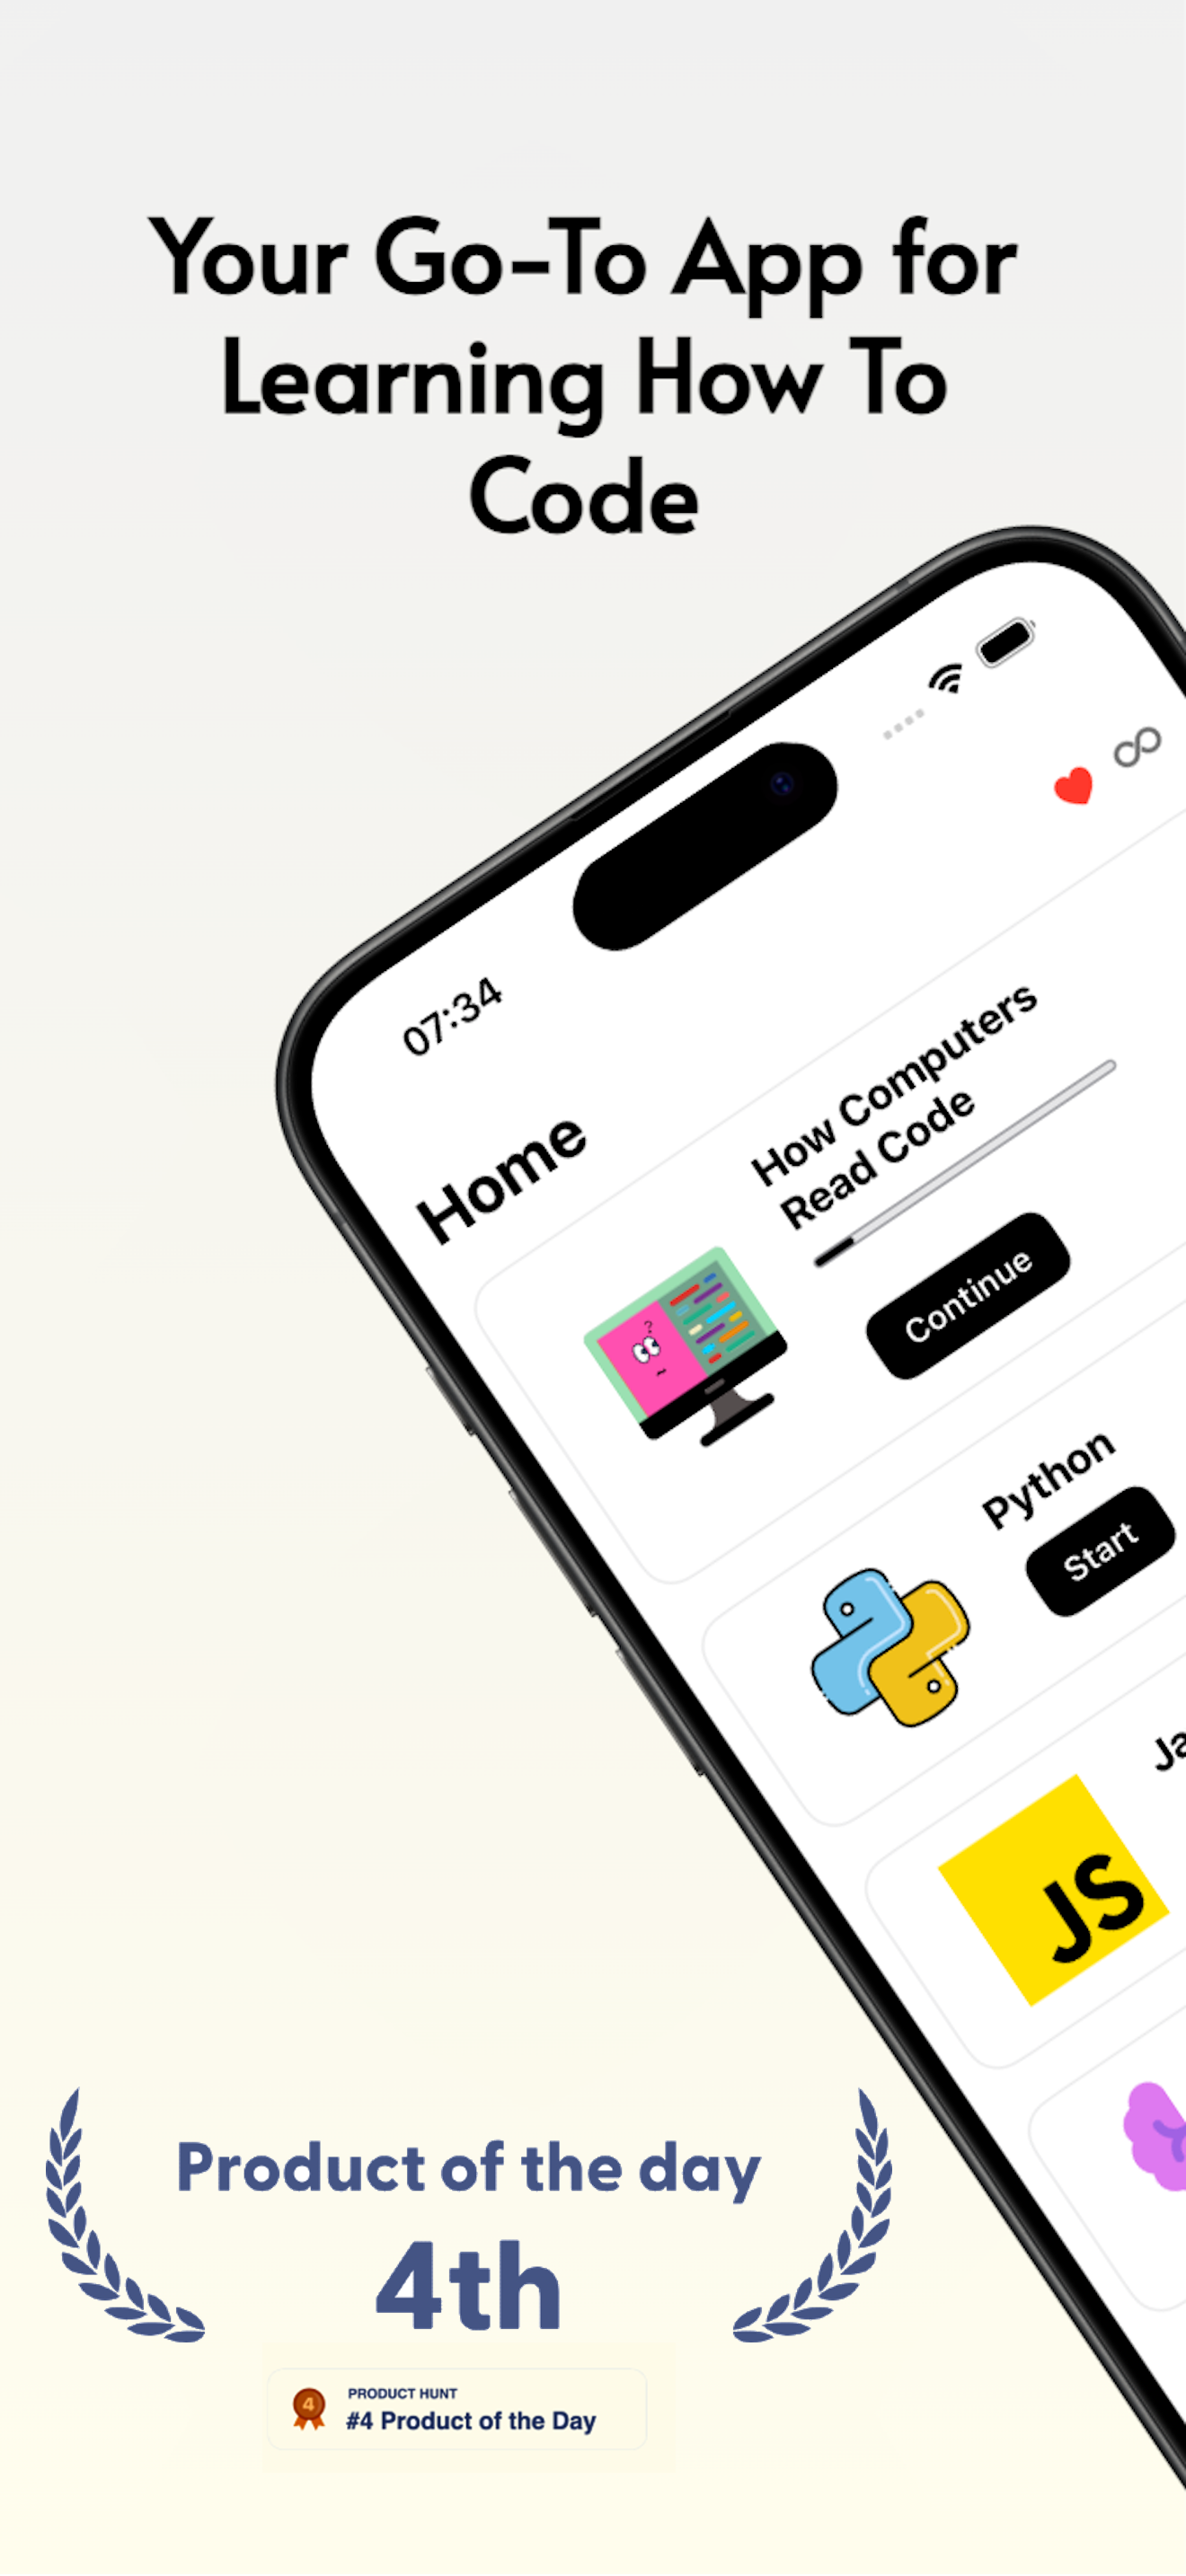 Your Go-To App for
Learning How To
Code
07:34
Home
How Computers
Read Code
?
Continue
Python
Start
Ja
JS
Product of the day
4th
4
PRODUCT HUNT
#4 Product of the Day